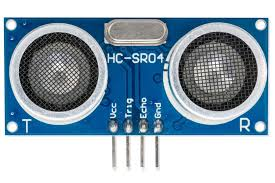 HC-SR04
Vcc
Trig
Echo
Gnd
T
R